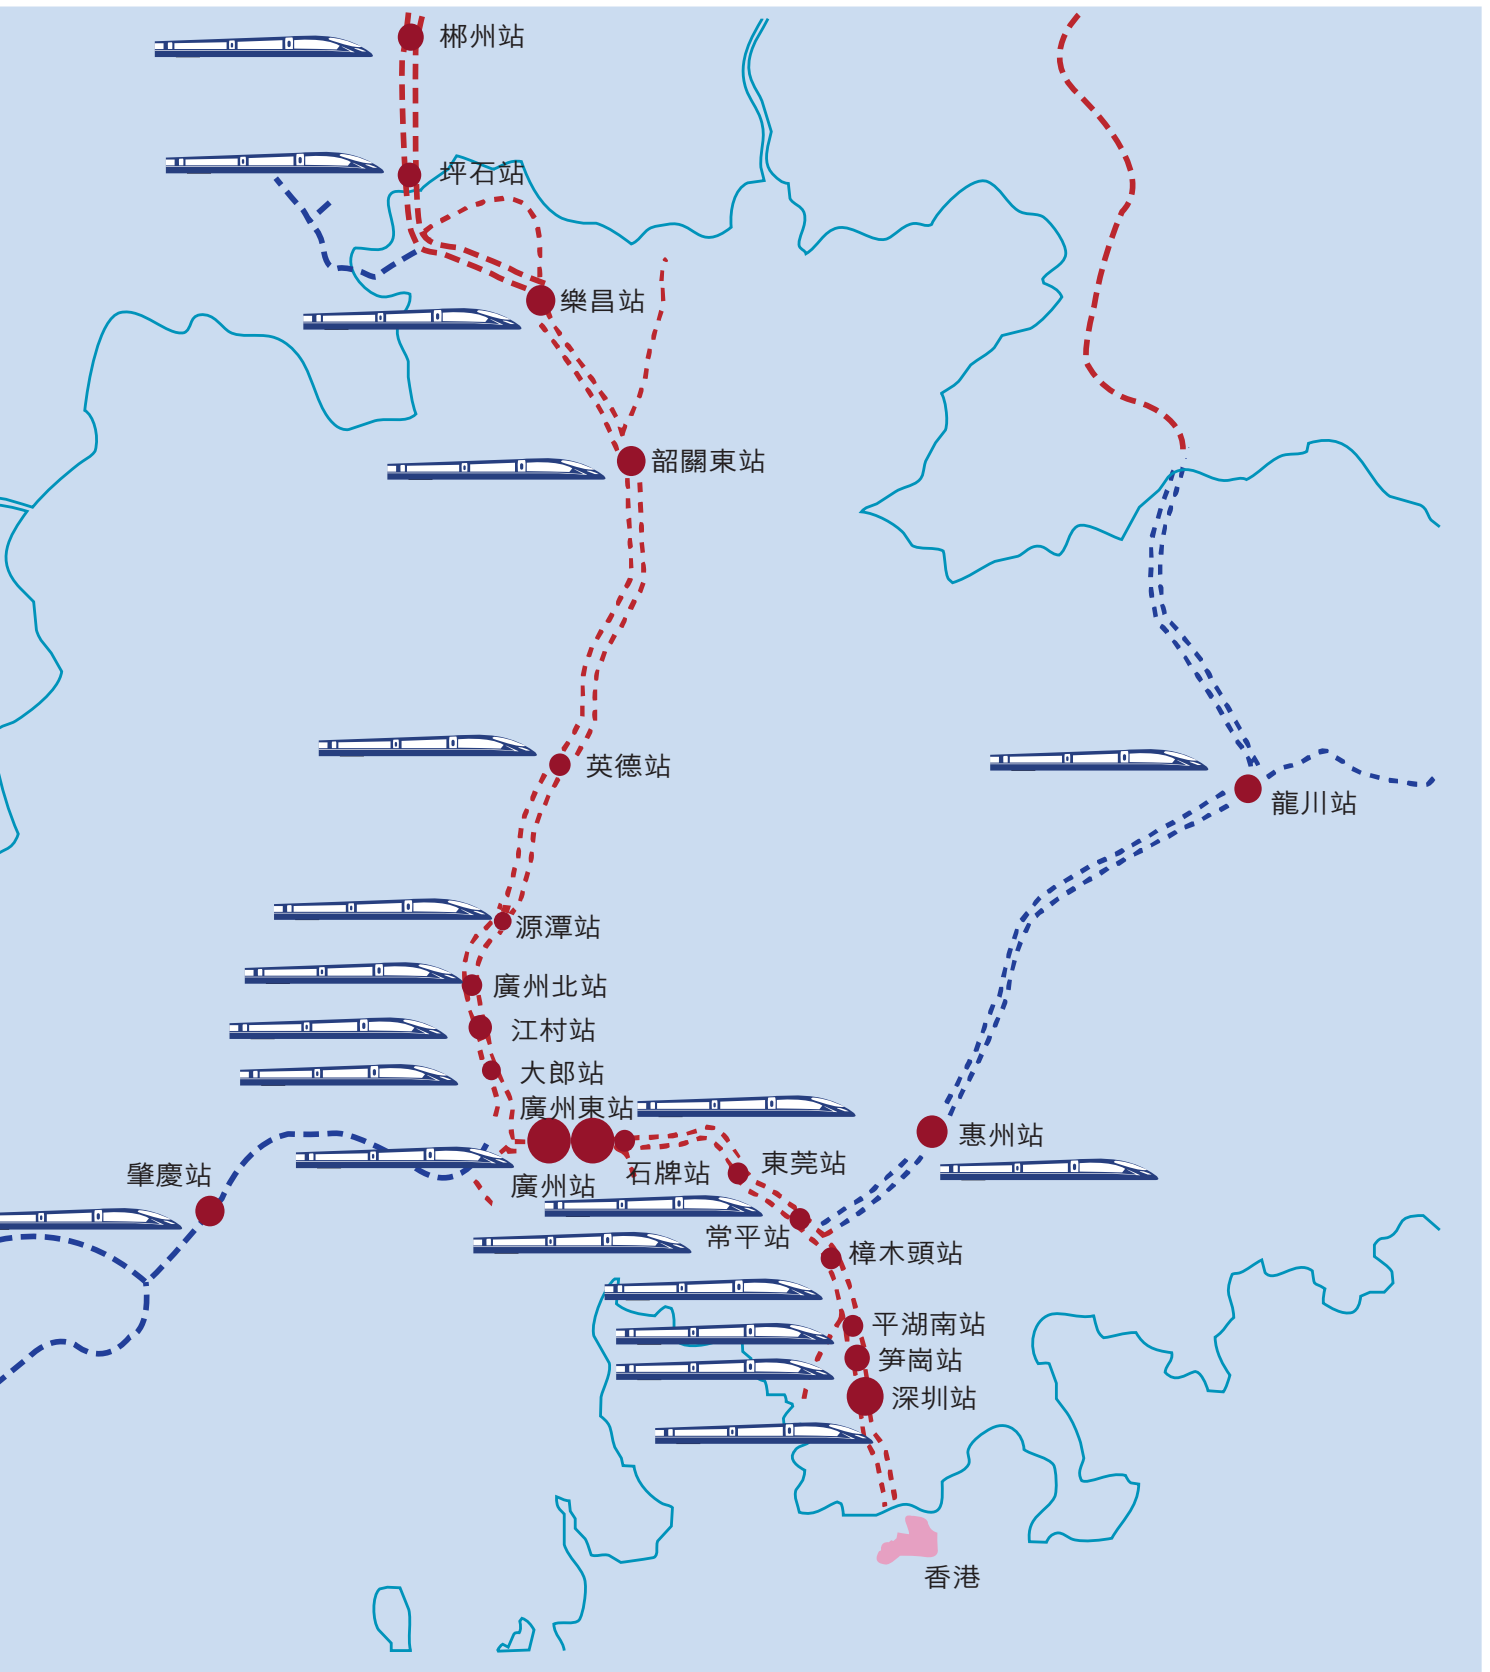 郴州站
坪石站
樂昌站
韶關東站
英德站
龍川站
源潭站
廣州北站
江村站
大郎站
廣州東站
惠州站
東莞站
石牌站
肇慶站
廣州站
常平站
樟木頭站
平湖南站
笋崗站
深圳站
香港